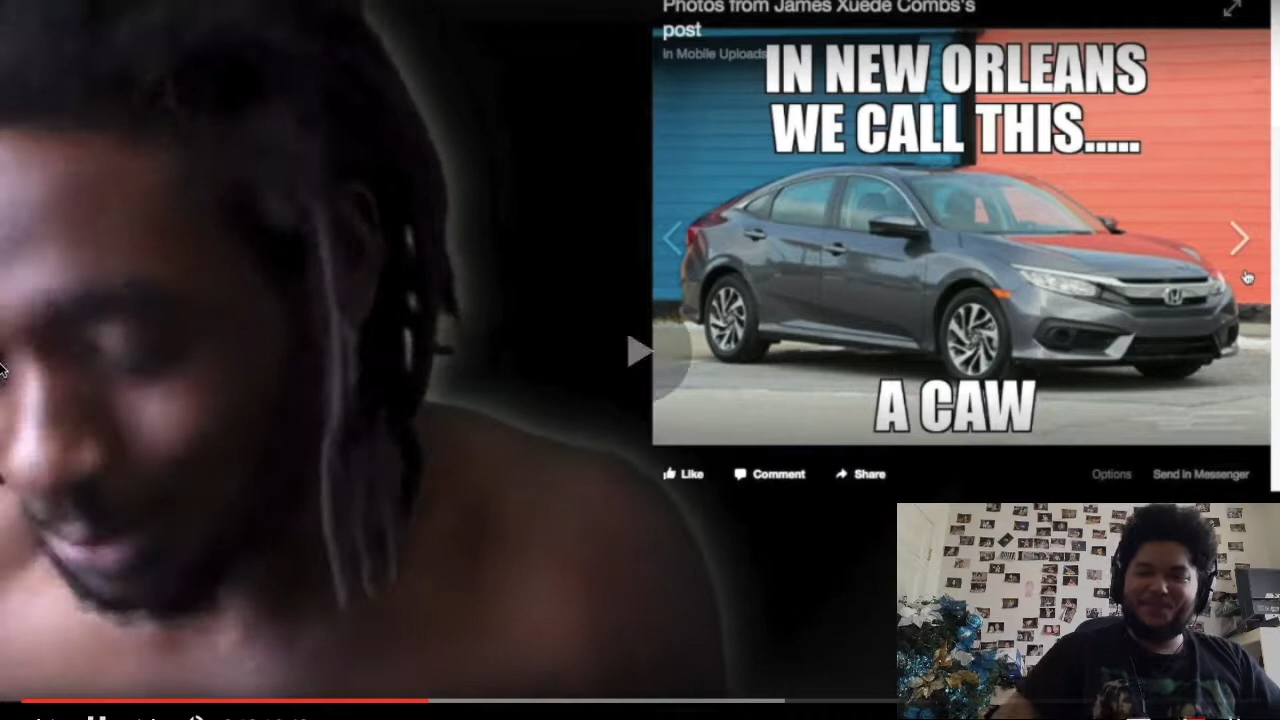 Photos from James Xuede Combs's
post
In Mobile Uploads
IN NEW ORLEANS
WE CALL THIS.....
A CAW
Like Comment Share Options Send in Messenger